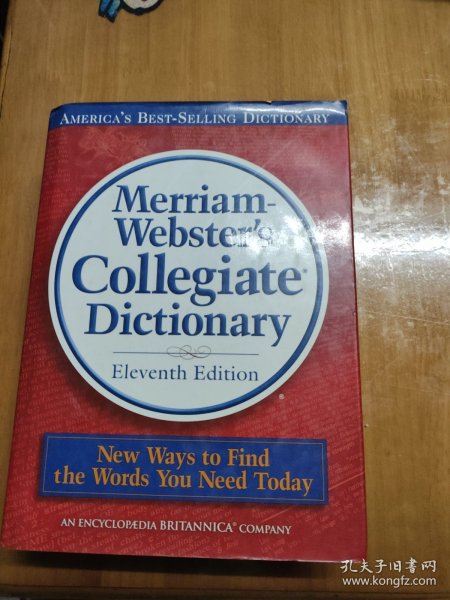 AMERICA'S BEST-SELLING DICTIONARY
Merriam-
Webster's
Collegiate®
Dictionary
Eleventh Edition
®
New Ways to Find
the Words You Need Today
AN ENCYCLOPÆDIA BRITANNICA® COMPANY
孔夫子旧书网
www.kongfz.com